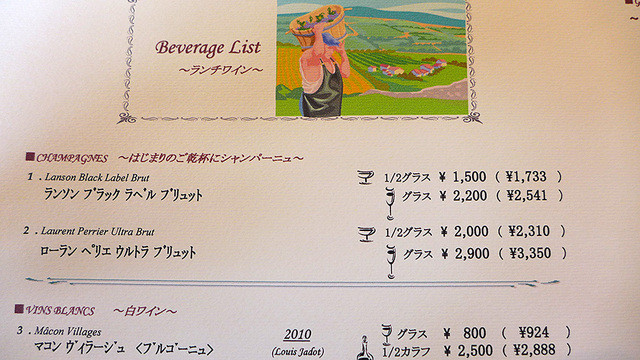 Beverage List
～ランチワイン～
■CHAMPAGNES ～はじまりのご乾杯にシャンパーニュ～
1 . Lanson Black Label Brut 1/2グラス ¥ 1,500 ( ¥1,733 )
ランソン ブラック ラベル ブリュット グラス ¥ 2,200 ( ¥2,541 )
2 . Laurent Perrier Ultra Brut 1/2グラス ¥ 2,000 ( ¥2,310 )
ローラン ペリエ ウルトラ ブリュット グラス ¥ 2,900 ( ¥3,350 )
■VINS BLANCS ～白ワイン～
3 . Mâcon Villages 2010 グラス ¥ 800 ( ¥924 )
マコン ヴィラージュ 〈ブルゴーニュ〉 (Louis Jadot) 1/2カラフ ¥ 2,500 ( ¥2,888 )